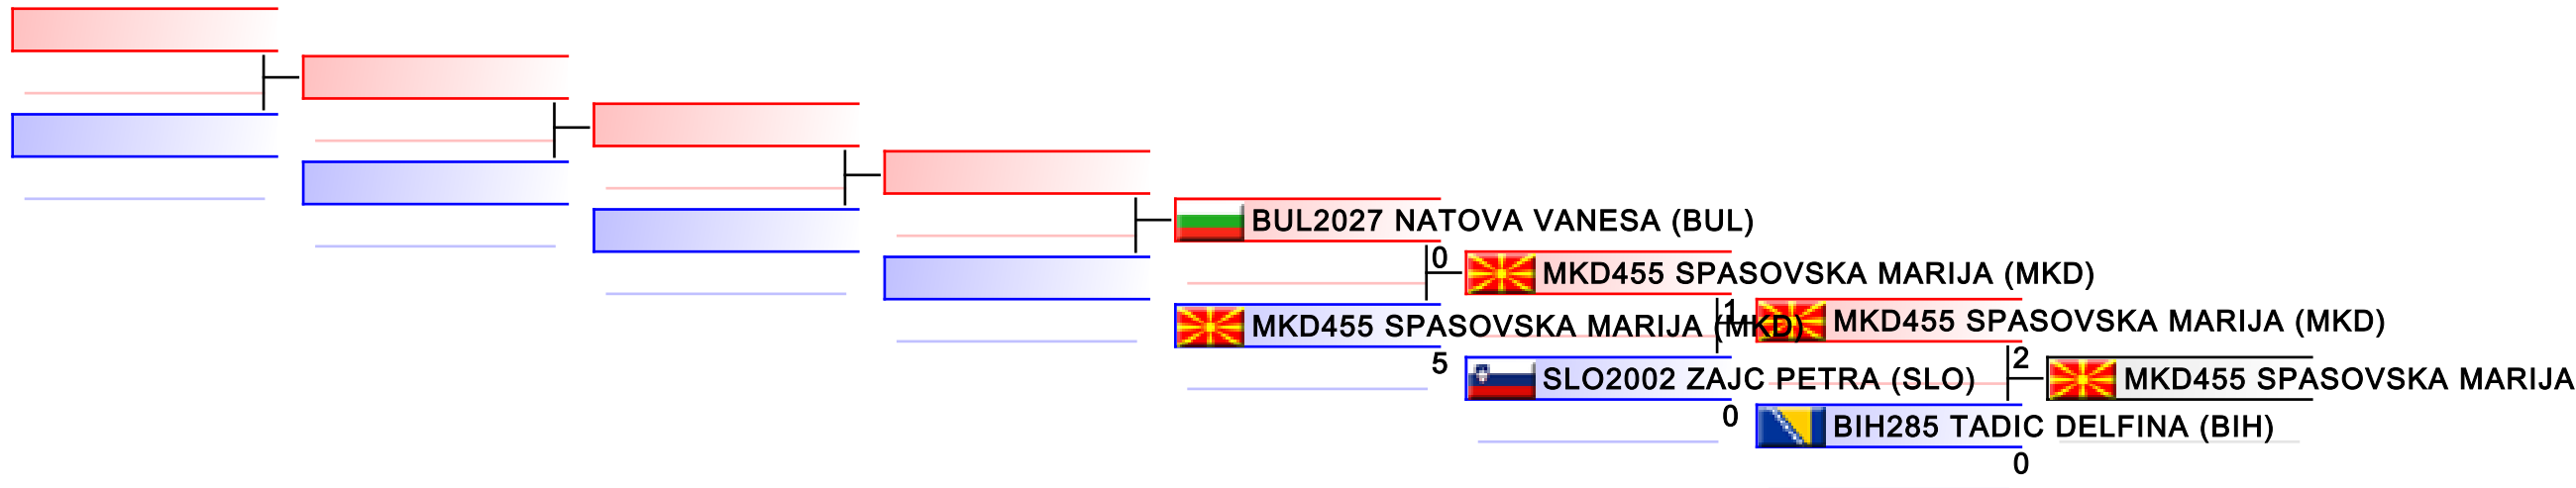 BUL2027 NATOVA VANESA (BUL)
0
MKD455 SPASOVSKA MARIJA (MKD)
1
MKD455 SPASOVSKA MARIJA (MKD)
MKD455 SPASOVSKA MARIJA (MKD)
5
2
SLO2002 ZAJC PETRA (SLO)
MKD455 SPASOVSKA MARIJA
0
BIH285 TADIC DELFINA (BIH)
0